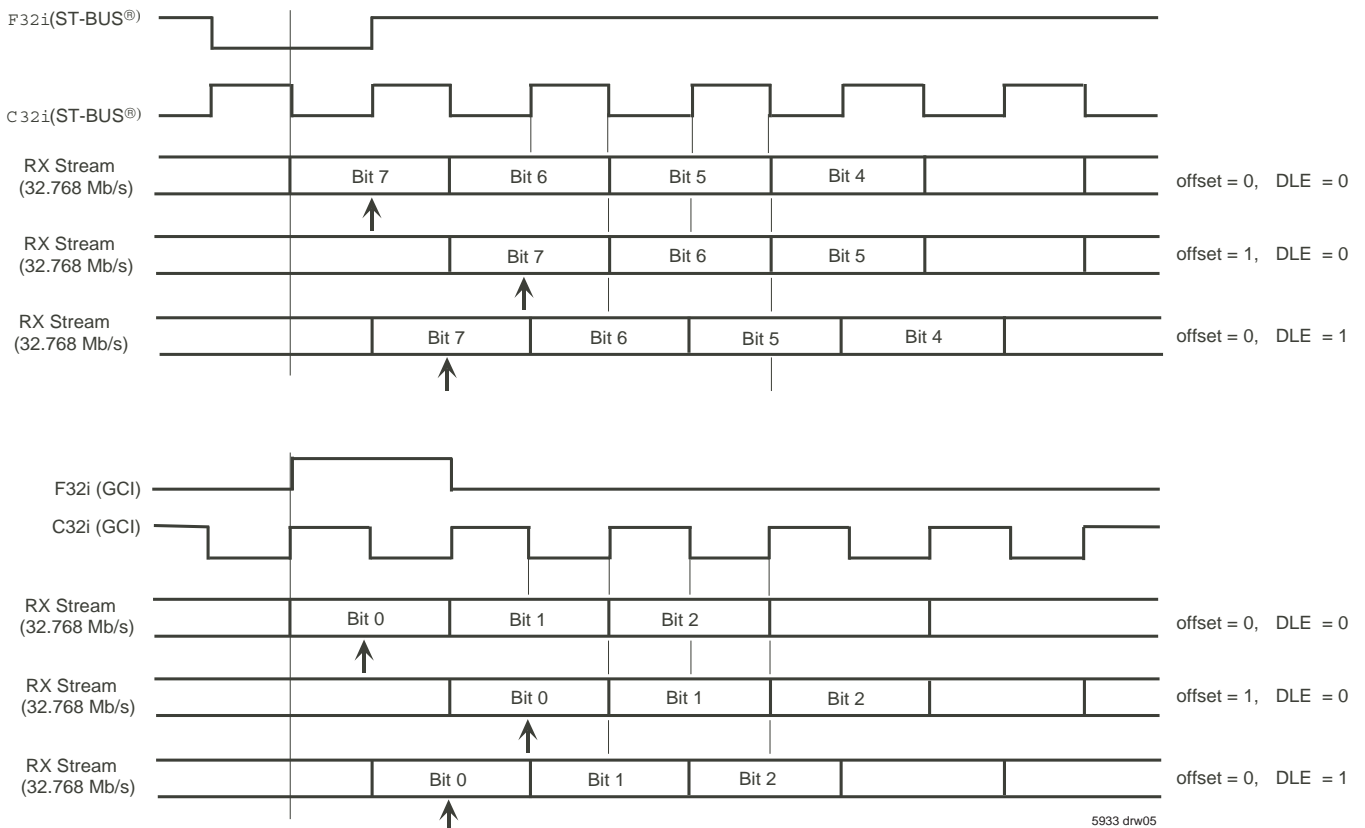 F32i(ST-BUS®)
C32i(ST-BUS®)
RX Stream
(32.768 Mb/s)
Bit 7
Bit 6
Bit 5
Bit 4
offset = 0, DLE = 0
RX Stream
(32.768 Mb/s)
Bit 7
Bit 6
Bit 5
offset = 1, DLE = 0
RX Stream
(32.768 Mb/s)
Bit 7
Bit 6
Bit 5
Bit 4
offset = 0, DLE = 1
F32i (GCI)
C32i (GCI)
RX Stream
(32.768 Mb/s)
Bit 0
Bit 1
Bit 2
offset = 0, DLE = 0
RX Stream
(32.768 Mb/s)
Bit 0
Bit 1
Bit 2
offset = 1, DLE = 0
RX Stream
(32.768 Mb/s)
Bit 0
Bit 1
Bit 2
offset = 0, DLE = 1
5933 drw05